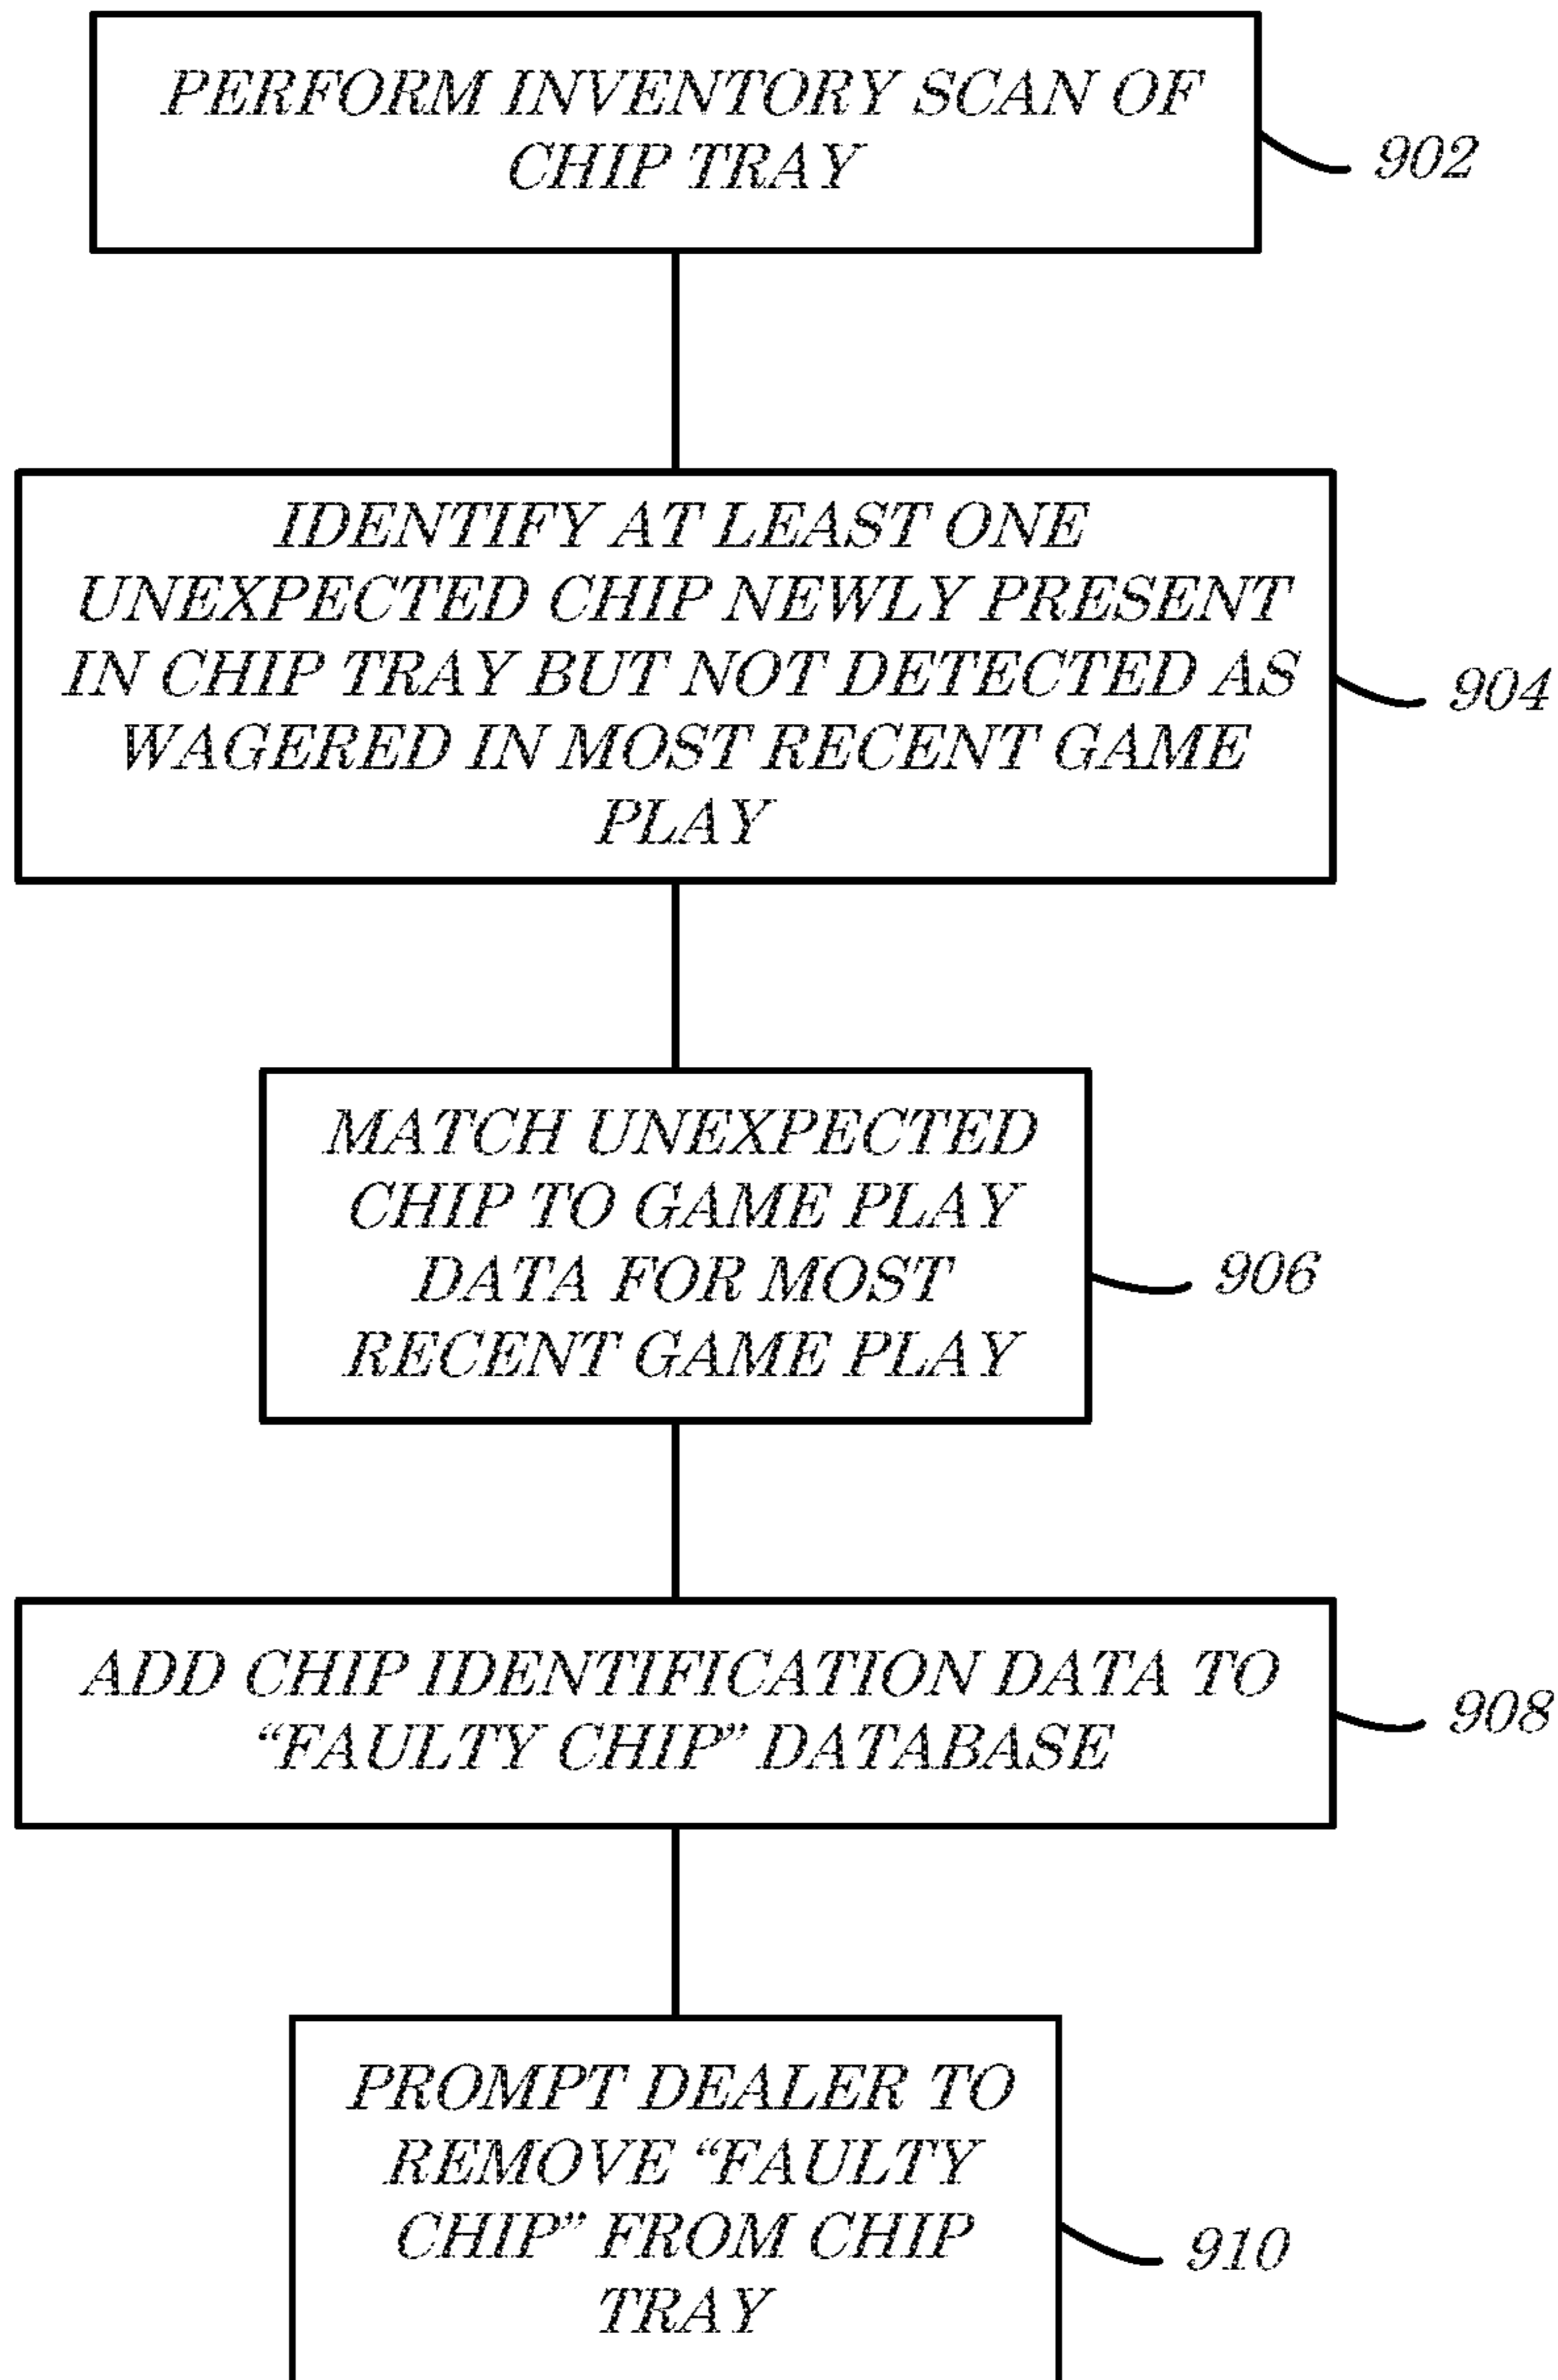 PERFORM INVENTORY SCAN OF
CHIP TRAY
902
IDENTIFY AT LEAST ONE
UNEXPECTED CHIP NEWLY PRESENT
IN CHIP TRAY BUT NOT DETECTED AS
WAGERED IN MOST RECENT GAME
PLAY
904
MATCH UNEXPECTED
CHIP TO GAME PLAY
DATA FOR MOST
RECENT GAME PLAY
906
ADD CHIP IDENTIFICATION DATA TO
“FAULTY CHIP” DATABASE
908
PROMPT DEALER TO
REMOVE “FAULTY
CHIP” FROM CHIP
TRAY
910